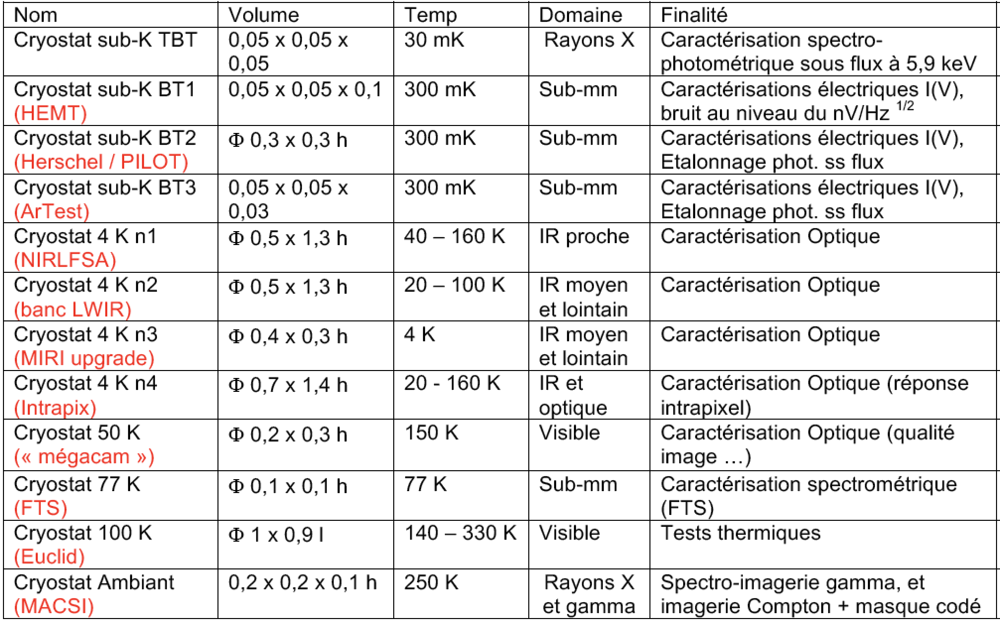 Nom Volume Temp Domaine Finalité
Cryostat sub-K TBT 0,05 x 0,05 x 30 mK Rayons X Caractérisation spectro-
0,05 photométrique sous flux à 5,9 keV
Cryostat sub-K BT1 0,05 x 0,05 x 0,1 300 mK Sub-mm Caractérisations électriques I(V),
(HEMT) bruit au niveau du nV/Hz 1/2
Cryostat sub-K BT2 Φ 0,3 x 0,3 h 300 mK Sub-mm Caractérisations électriques I(V),
(Herschel / PILOT) Etalonnage phot. ss flux
Cryostat sub-K BT3 0,05 x 0,05 x 300 mK Sub-mm Caractérisations électriques I(V),
(ArTest) 0,03 Etalonnage phot. ss flux
Cryostat 4 K n1 Φ 0,5 x 1,3 h 40 – 160 K IR proche Caractérisation Optique
(NIRLFSA)
Cryostat 4 K n2 Φ 0,5 x 1,3 h 20 – 100 K IR moyen Caractérisation Optique
(banc LWIR) et lointain
Cryostat 4 K n3 Φ 0,4 x 0,3 h 4 K IR moyen Caractérisation Optique
(MIRI upgrade) et lointain
Cryostat 4 K n4 Φ 0,7 x 1,4 h 20 - 160 K IR et Caractérisation Optique (réponse
(Intrapix) optique intrapixel)
Cryostat 50 K Φ 0,2 x 0,3 h 150 K Visible Caractérisation Optique (qualité
(« mégacam ») image …)
Cryostat 77 K Φ 0,1 x 0,1 h 77 K Sub-mm Caractérisation spectrométrique
(FTS) (FTS)
Cryostat 100 K Φ 1 x 0,9 l 140 – 330 K Visible Tests thermiques
(Euclid)
Cryostat Ambiant 0,2 x 0,2 x 0,1 h 250 K Rayons X Spectro-imagerie gamma, et
(MACSI) et gamma imagerie Compton + masque codé